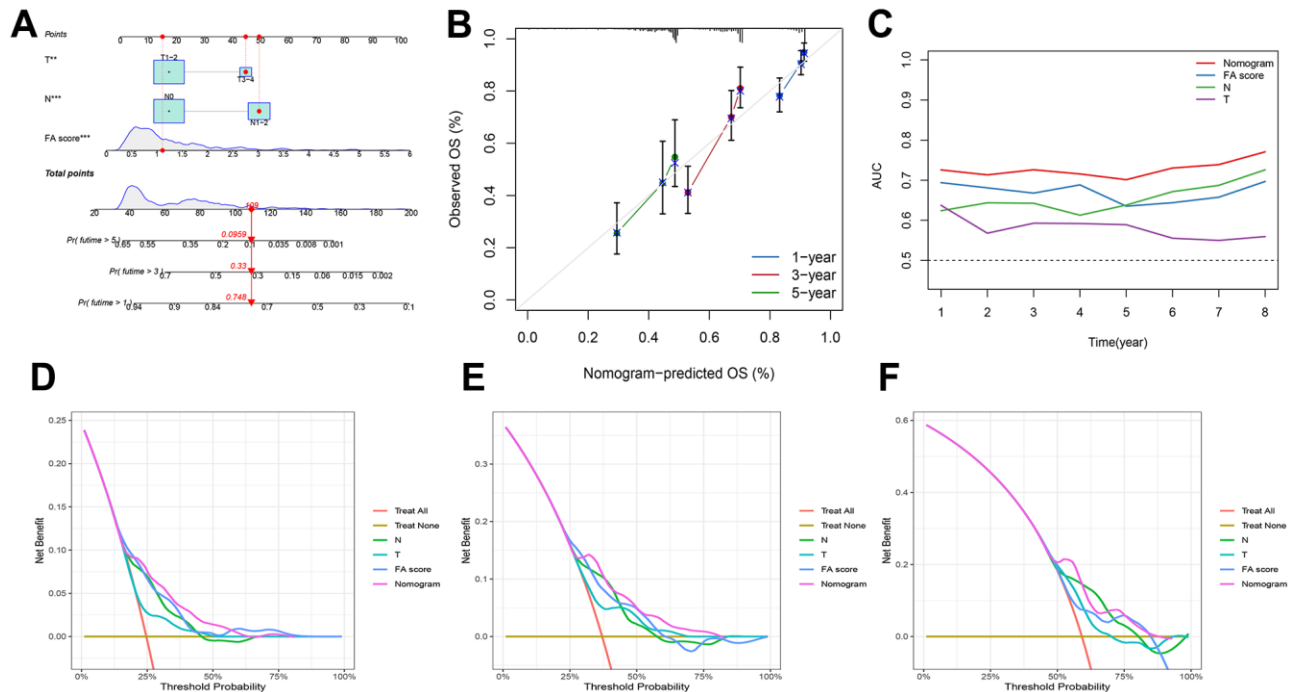 A
Points
0 10 20 30 40 50 60 70 80 90 100
T**
T1-2
T3-4
N***
N0
N1-2
FA score***
0 0.5 1 1.5 2 2.5 3 3.5 4 4.5 5 5.5 6
Total points
20 40 60 80 100 120 140 160 180 200
109
Pr( futime > 5 )
0.65 0.55 0.35 0.2 0.1 0.035 0.008 0.001
0.0959
Pr( futime > 3 )
0.7 0.5 0.3 0.15 0.06 0.015 0.002
0.33
Pr( futime > 1 )
0.94 0.9 0.84 0.7 0.5 0.3 0.1
0.748
B
Observed OS (%)
1.0
0.8
0.6
0.4
0.2
0.0
1-year
3-year
5-year
0.0 0.2 0.4 0.6 0.8 1.0
Nomogram-predicted OS (%)
C
AUC
1.0
0.9
0.8
0.7
0.6
0.5
Nomogram
FA score
N
T
1 2 3 4 5 6 7 8
Time(year)
D
Net Benefit
0.25
0.20
0.15
0.10
0.05
0.00
0% 25% 50% 75% 100%
Threshold Probability
Treat All
Treat None
N
T
FA score
Nomogram
E
Net Benefit
0.3
0.2
0.1
0.0
0% 25% 50% 75% 100%
Threshold Probability
Treat All
Treat None
N
T
FA score
Nomogram
F
Net Benefit
0.6
0.4
0.2
0.0
0% 25% 50% 75% 100%
Threshold Probability
Treat All
Treat None
N
T
FA score
Nomogram